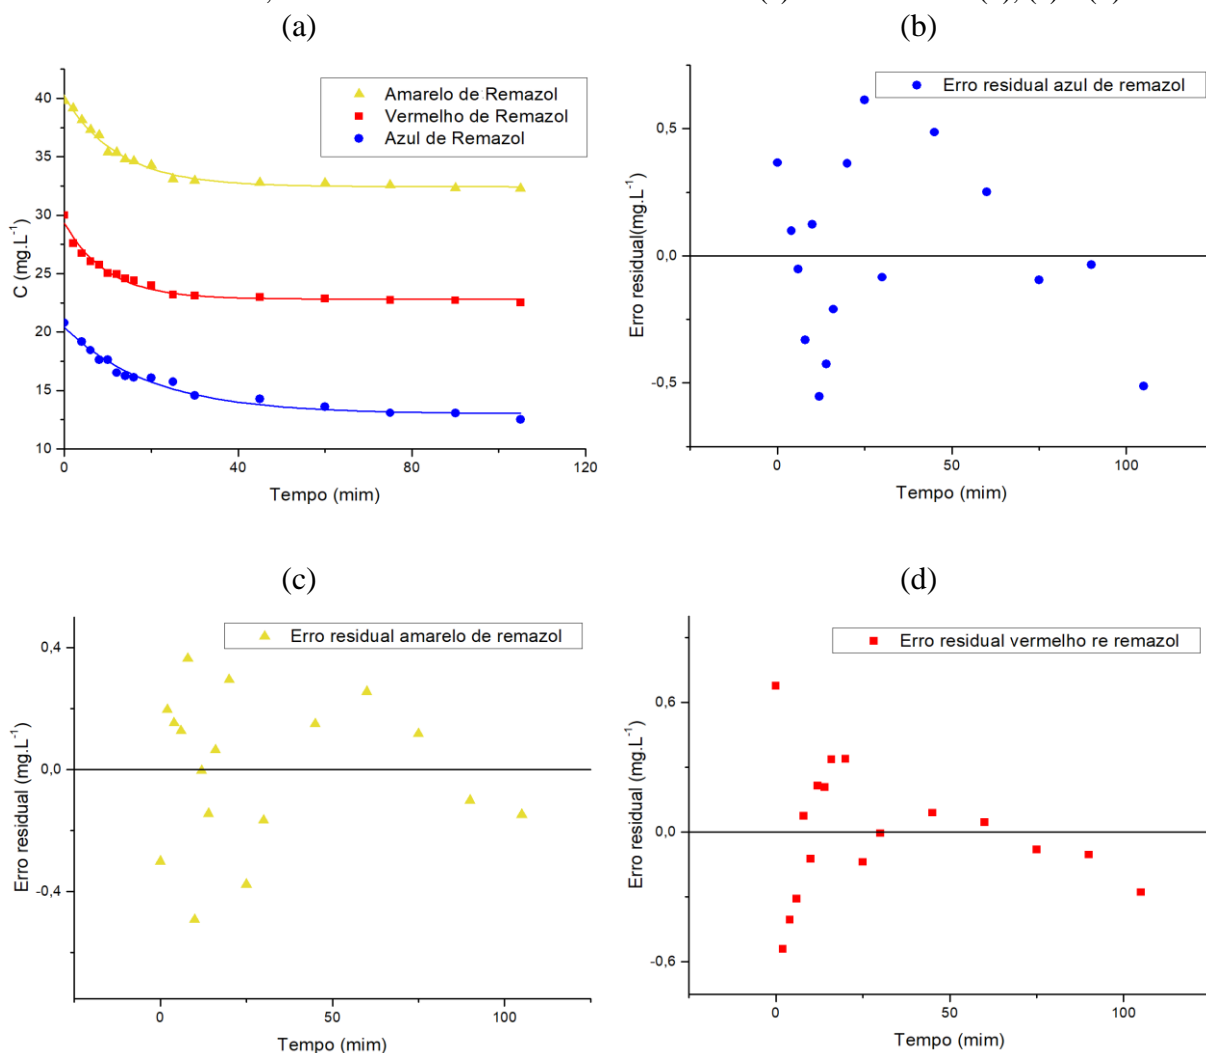 (a)
Amarelo de Remazol
Vermelho de Remazol
Azul de Remazol
C (mg.L⁻¹)
40
35
30
25
20
15
10
0
40
80
120
Tempo (mim)
(b)
Erro residual azul de remazol
Erro residual(mg.L⁻¹)
0,5
0,0
-0,5
0
50
100
Tempo (mim)
(c)
Erro residual amarelo de remazol
Erro residual (mg.L⁻¹)
0,4
0,0
-0,4
0
50
100
Tempo (mim)
(d)
Erro residual vermelho re remazol
Erro residual (mg.L⁻¹)
0,6
0,0
-0,6
0
50
100
Tempo (mim)